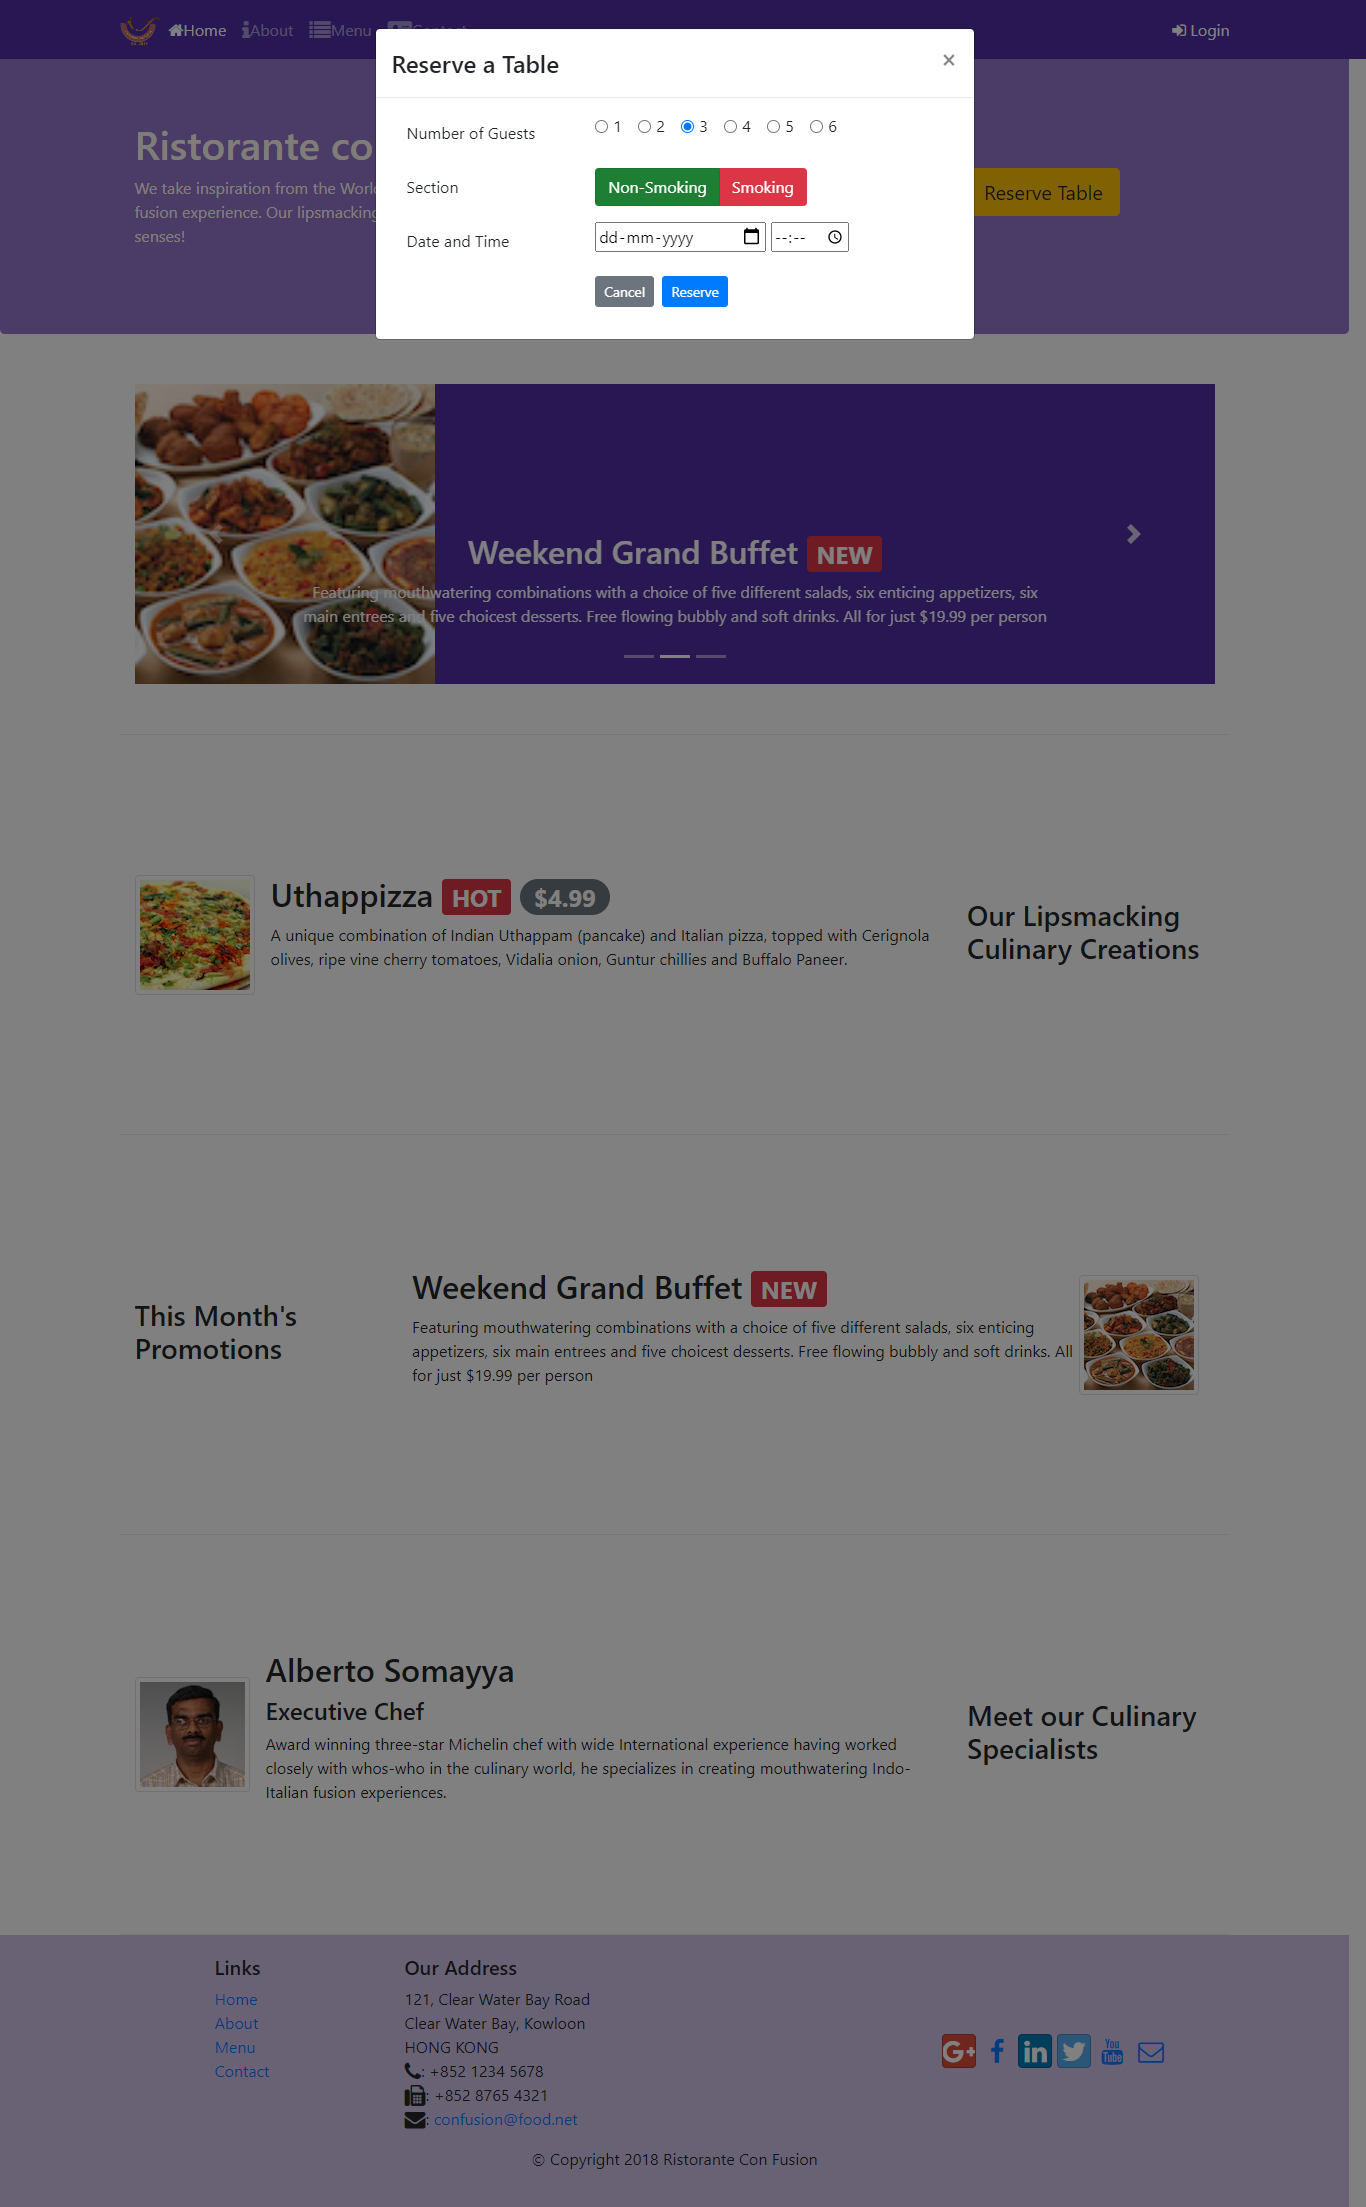 Home About Menu Contact Login
Reserve a Table ×
Number of Guests 1 2 3 4 5 6
Section Non-Smoking Smoking
Date and Time dd-mm-yyyy --:--
Cancel Reserve
Ristorante co
We take inspiration from the Worl
fusion experience. Our lipsmacking
senses!
Reserve Table
Weekend Grand Buffet NEW
Featuring mouthwatering combinations with a choice of five different salads, six enticing appetizers, six
main entrees and five choicest desserts. Free flowing bubbly and soft drinks. All for just $19.99 per person
Uthappizza HOT $4.99
A unique combination of Indian Uthappam (pancake) and Italian pizza, topped with Cerignola
olives, ripe vine cherry tomatoes, Vidalia onion, Guntur chillies and Buffalo Paneer.
Our Lipsmacking
Culinary Creations
This Month's
Promotions
Weekend Grand Buffet NEW
Featuring mouthwatering combinations with a choice of five different salads, six enticing
appetizers, six main entrees and five choicest desserts. Free flowing bubbly and soft drinks. All
for just $19.99 per person
Alberto Somayya
Executive Chef
Award winning three-star Michelin chef with wide International experience having worked
closely with whos-who in the culinary world, he specializes in creating mouthwatering Indo-
Italian fusion experiences.
Meet our Culinary
Specialists
Links
Home
About
Menu
Contact
Our Address
121, Clear Water Bay Road
Clear Water Bay, Kowloon
HONG KONG
: +852 1234 5678
: +852 8765 4321
: confusion@food.net
G+ f in You Tube
© Copyright 2018 Ristorante Con Fusion